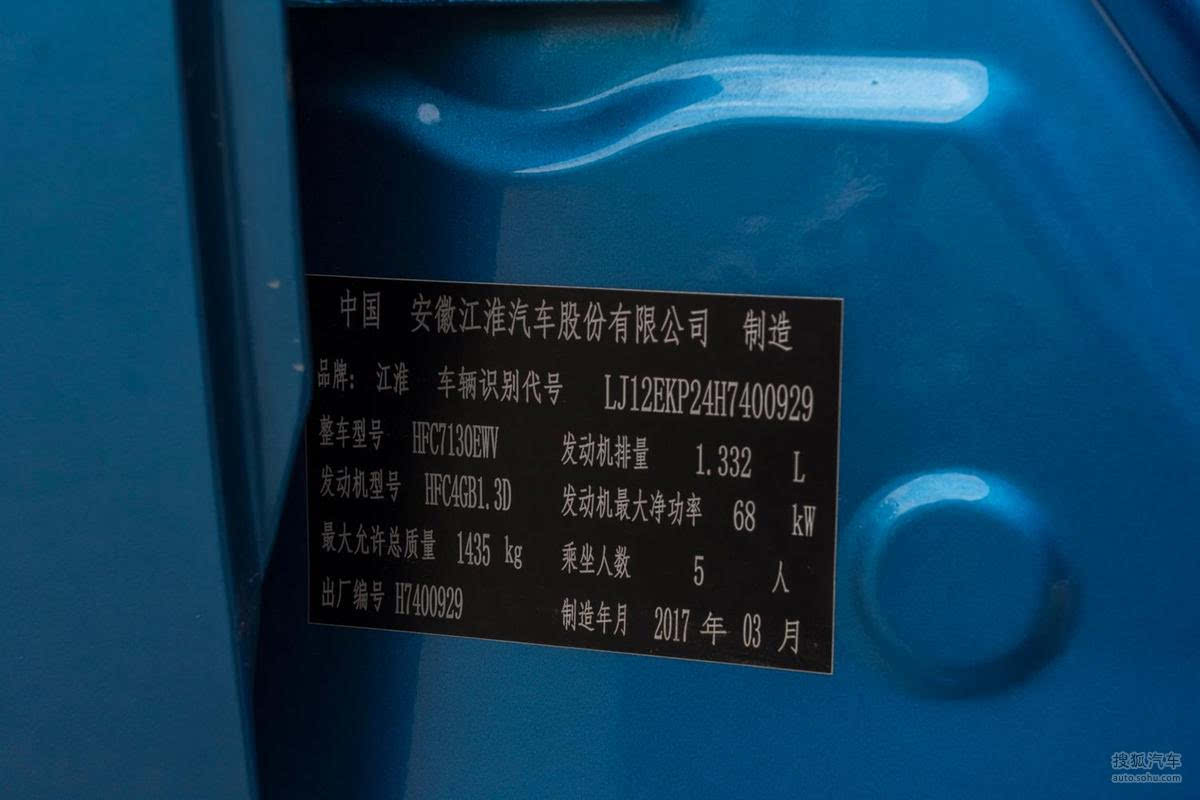 中国 安徽江淮汽车股份有限公司 制造
品牌: 江淮 车辆识别代号 LJ12EKP24H7400929
整车型号 HFC7130EWV 发动机排量 1.332 L
发动机型号 HFC4GB1.3D 发动机最大净功率 68 kW
最大允许总质量 1435 kg 乘坐人数 5 人
出厂编号 H7400929 制造年月 2017 年 03 月
搜狐汽车
auto.sohu.com